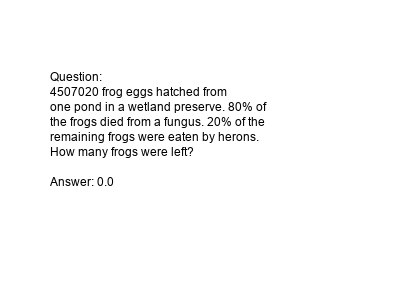 Question:
4507020 frog eggs hatched from
one pond in a wetland preserve. 80% of
the frogs died from a fungus. 20% of the
remaining frogs were eaten by herons.
How many frogs were left?
Answer: 0.0